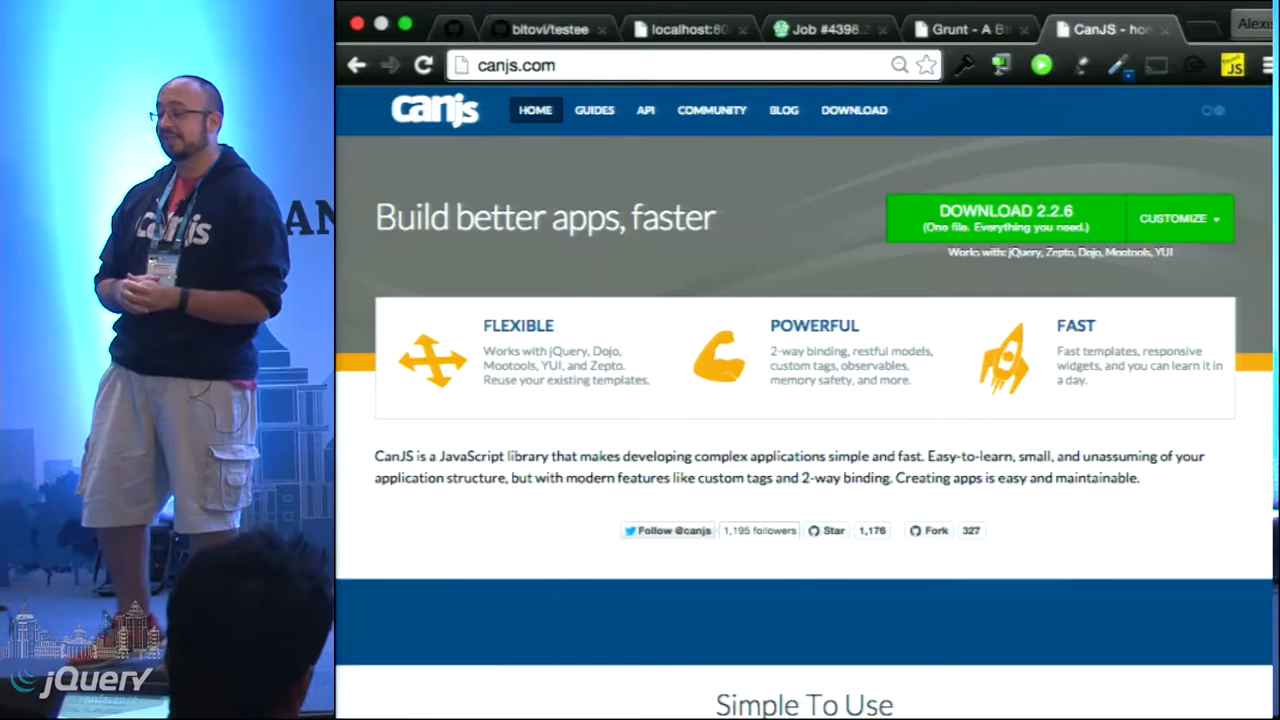 bitovi/testee
localhost:80
Job #4398.
Grunt - A B
CanJS - hom
Alexis
canjs.com
JS
canjs
HOME
GUIDES
API
COMMUNITY
BLOG
DOWNLOAD
Build better apps, faster
DOWNLOAD 2.2.6
(One file. Everything you need.)
CUSTOMIZE
Works with: jQuery, Zepto, Dojo, Mootools, YUI
FLEXIBLE
Works with jQuery, Dojo,
Mootools, YUI, and Zepto.
Reuse your existing templates.
POWERFUL
2-way binding, restful models,
custom tags, observables,
memory safety, and more.
FAST
Fast templates, responsive
widgets, and you can learn it in
a day.
CanJS is a JavaScript library that makes developing complex applications simple and fast. Easy-to-learn, small, and unassuming of your
application structure, but with modern features like custom tags and 2-way binding. Creating apps is easy and maintainable.
Follow @canjs
1,195 followers
Star
1,176
Fork
327
Simple To Use
canjs
AN
jQuery
conference